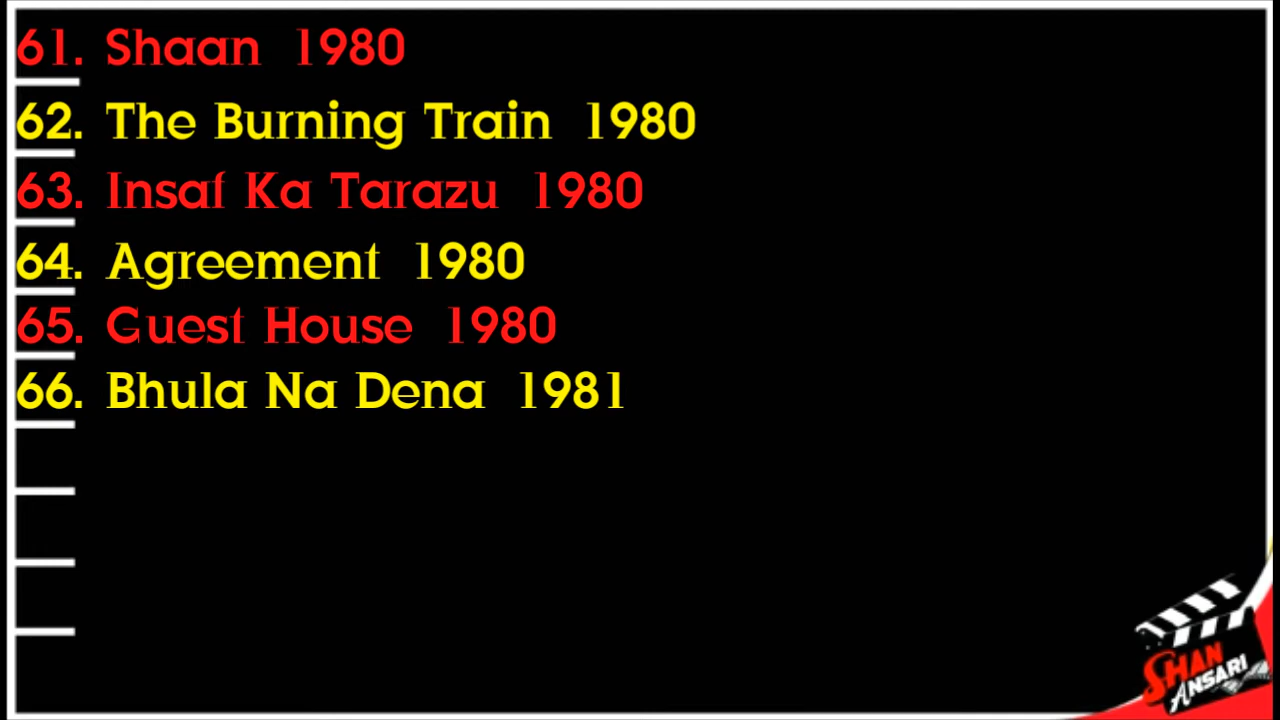 61. Shaan 1980
62. The Burning Train 1980
63. Insaf Ka Tarazu 1980
64. Agreement 1980
65. Guest House 1980
66. Bhula Na Dena 1981
SHAN
ANSARI